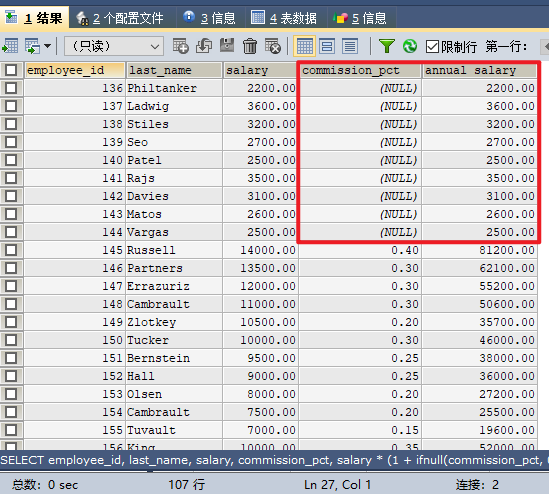 1 结果 2 个配置文件 3 信息 4 表数据 5 信息
（只读） 限制行 第一行：
employee_id last_name salary commission_pct annual salary
136 Philtanker 2200.00 (NULL) 2200.00
137 Ladwig 3600.00 (NULL) 3600.00
138 Stiles 3200.00 (NULL) 3200.00
139 Seo 2700.00 (NULL) 2700.00
140 Patel 2500.00 (NULL) 2500.00
141 Rajs 3500.00 (NULL) 3500.00
142 Davies 3100.00 (NULL) 3100.00
143 Matos 2600.00 (NULL) 2600.00
144 Vargas 2500.00 (NULL) 2500.00
145 Russell 14000.00 0.40 81200.00
146 Partners 13500.00 0.30 62100.00
147 Errazuriz 12000.00 0.30 55200.00
148 Cambrault 11000.00 0.30 50600.00
149 Zlotkey 10500.00 0.20 35700.00
150 Tucker 10000.00 0.30 46000.00
151 Bernstein 9500.00 0.25 38000.00
152 Hall 9000.00 0.25 36000.00
153 Olsen 8000.00 0.20 27200.00
154 Cambrault 7500.00 0.20 25500.00
155 Tuvault 7000.00 0.15 19600.00
156 King 10000.00 0.35 52000.00
SELECT employee_id, last_name, salary, commission_pct, salary * (1 + ifnull(commission_pct,
总数: 0 sec 107 行 Ln 27, Col 1 连接: 2